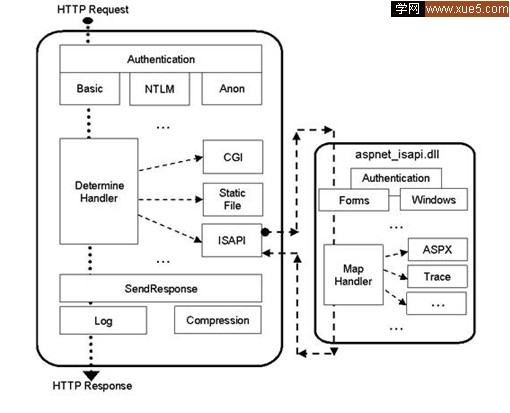 学网 www.xue5.com
HTTP Request
Authentication
Basic
NTLM
Anon
...
Determine
Handler
CGI
Static
File
ISAPI
...
SendResponse
Log
Compression
HTTP Response
aspnet_isapi.dll
Authentication
Forms
Windows
...
Map
Handler
ASPX
Trace
...
...